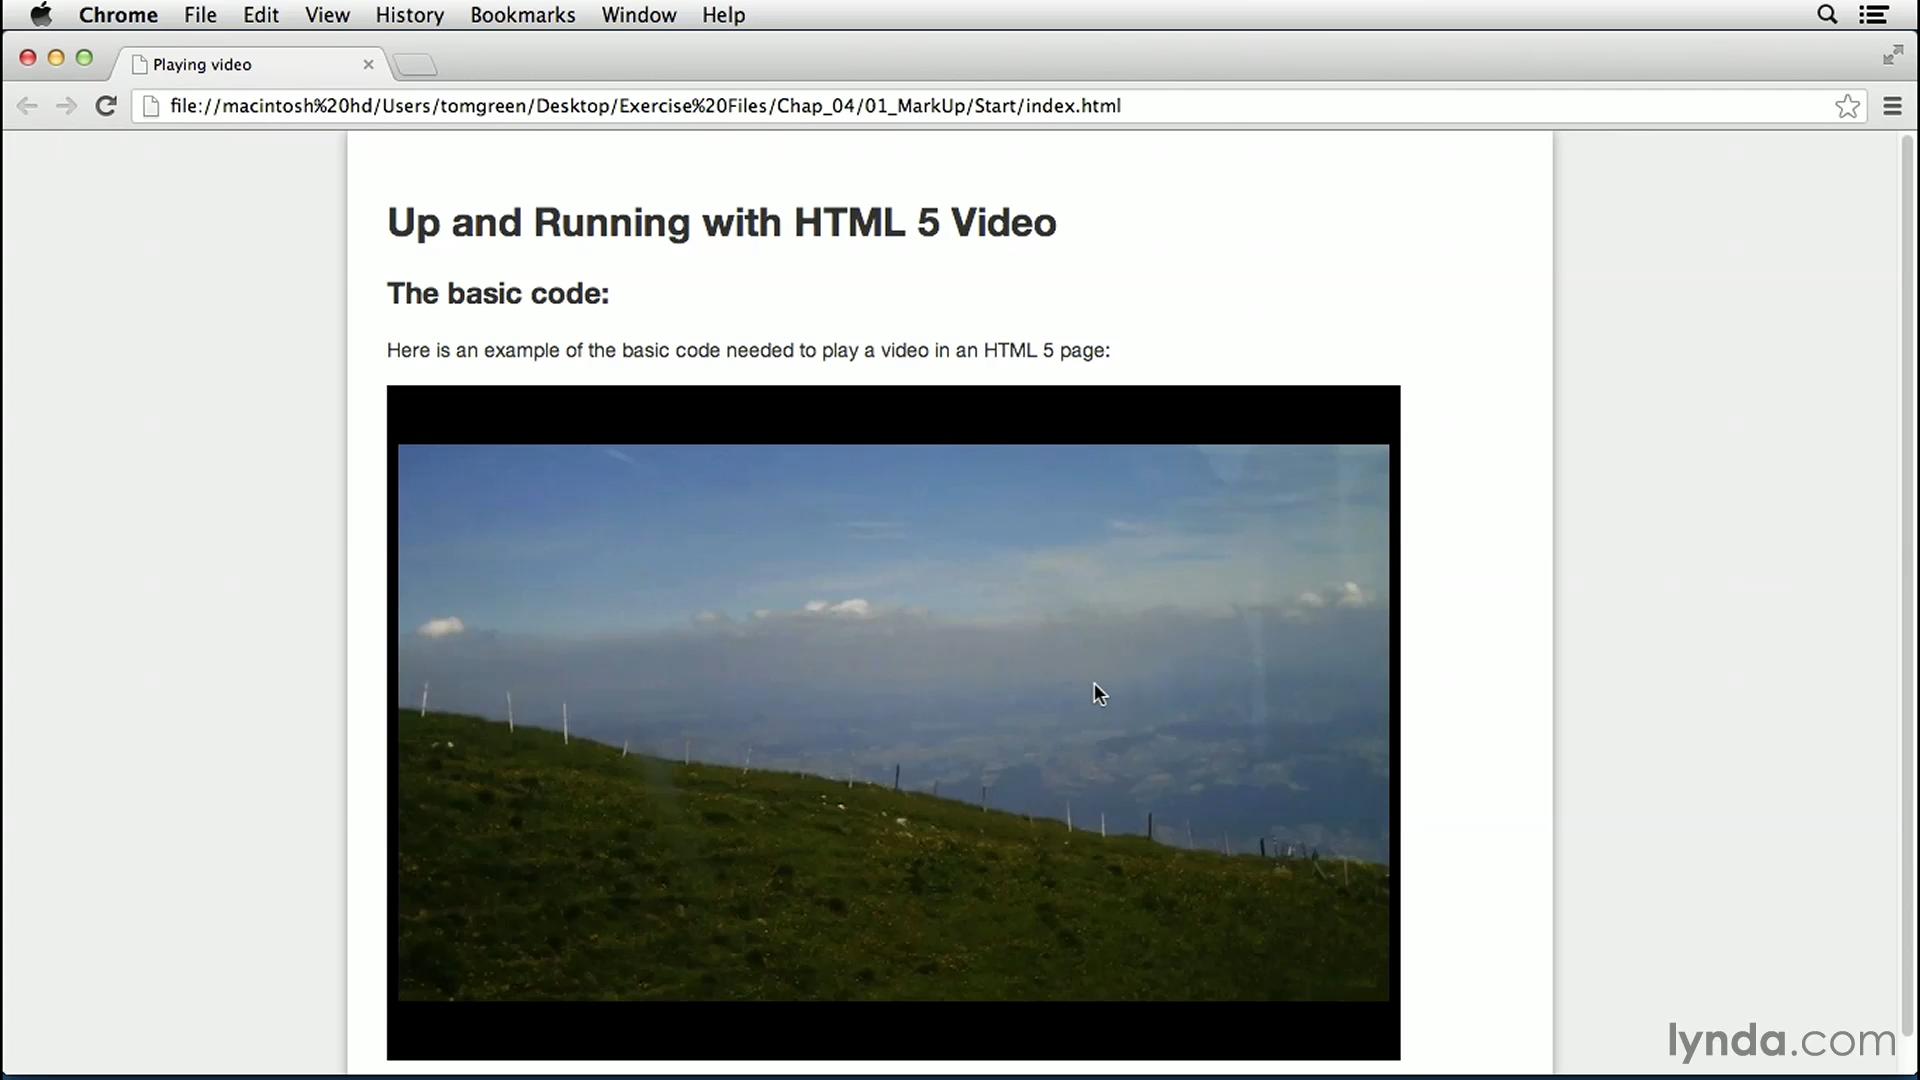 Chrome File Edit View History Bookmarks Window Help
Playing video
file://macintosh%20hd/Users/tomgreen/Desktop/Exercise%20Files/Chap_04/01_MarkUp/Start/index.html
Up and Running with HTML 5 Video
The basic code:
Here is an example of the basic code needed to play a video in an HTML 5 page:
lynda.com